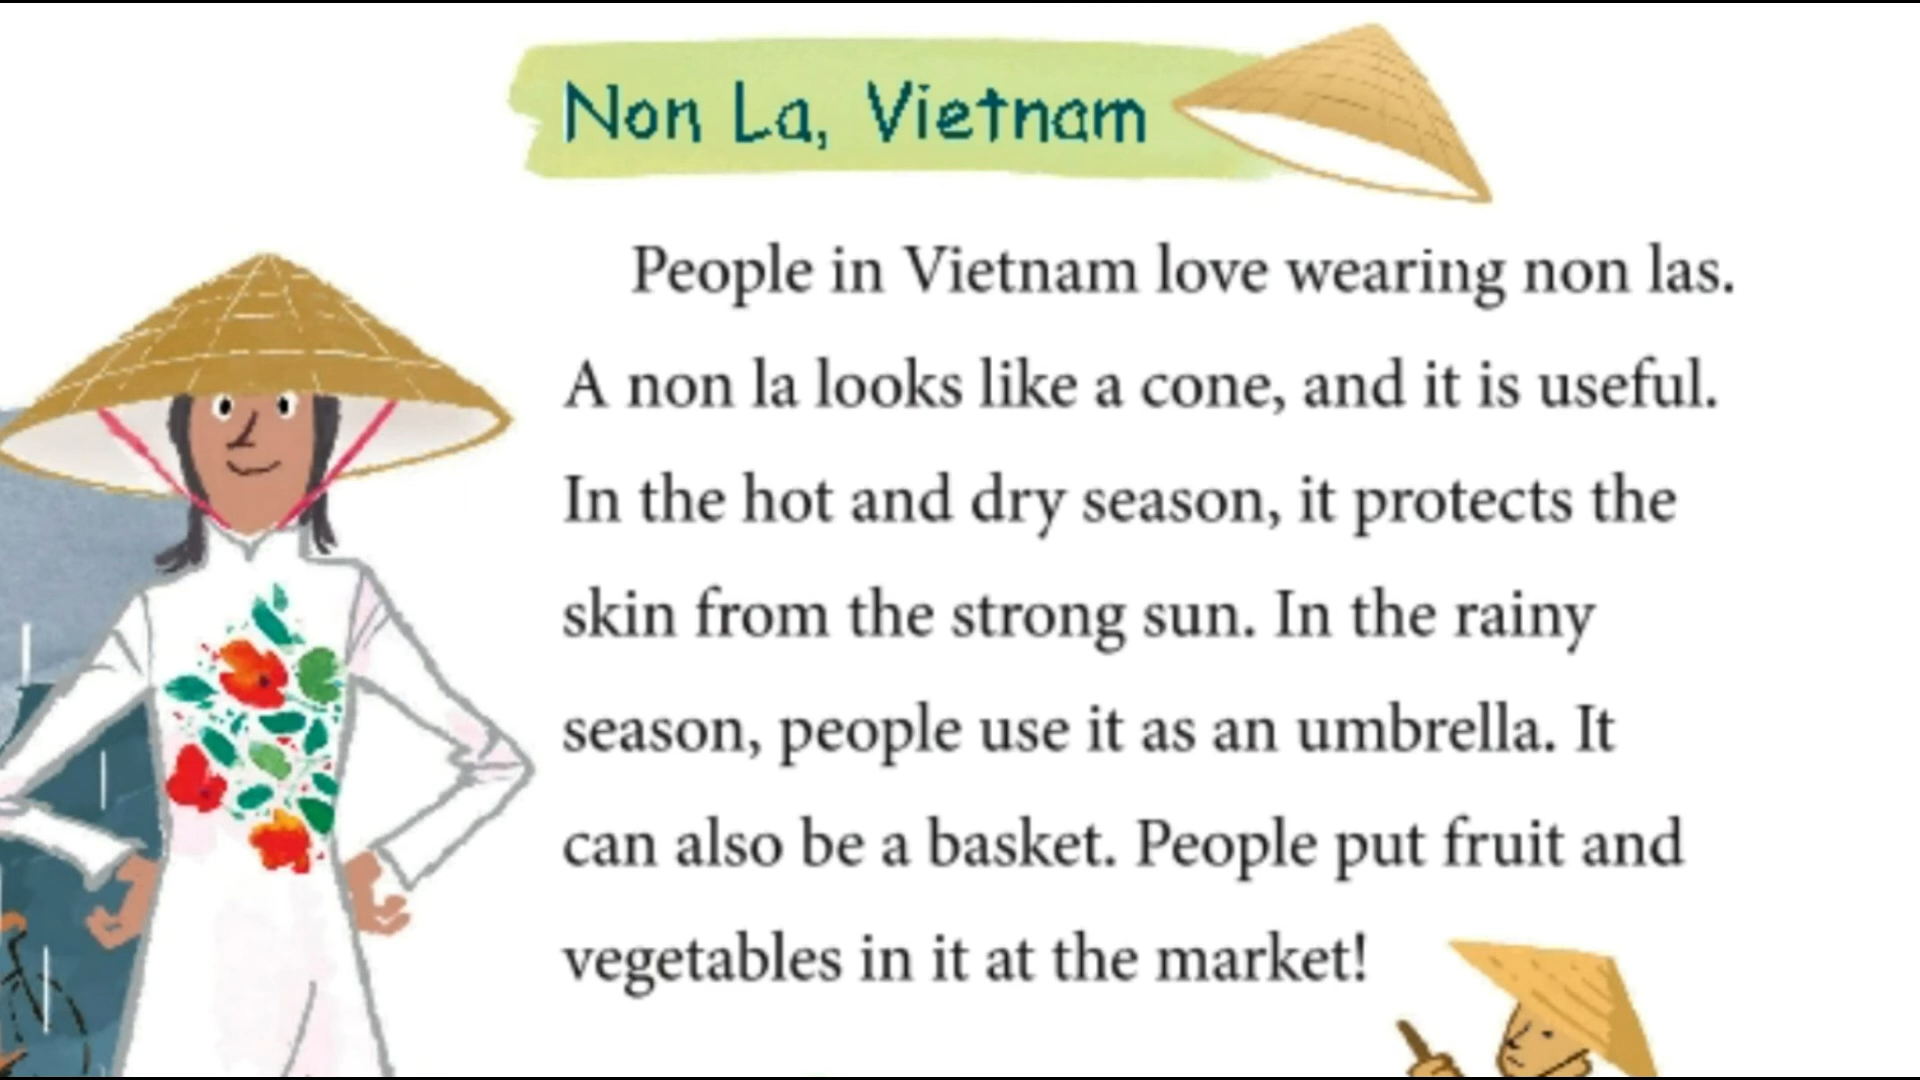 Non La, Vietnam
People in Vietnam love wearing non las.
A non la looks like a cone, and it is useful.
In the hot and dry season, it protects the
skin from the strong sun. In the rainy
season, people use it as an umbrella. It
can also be a basket. People put fruit and
vegetables in it at the market!